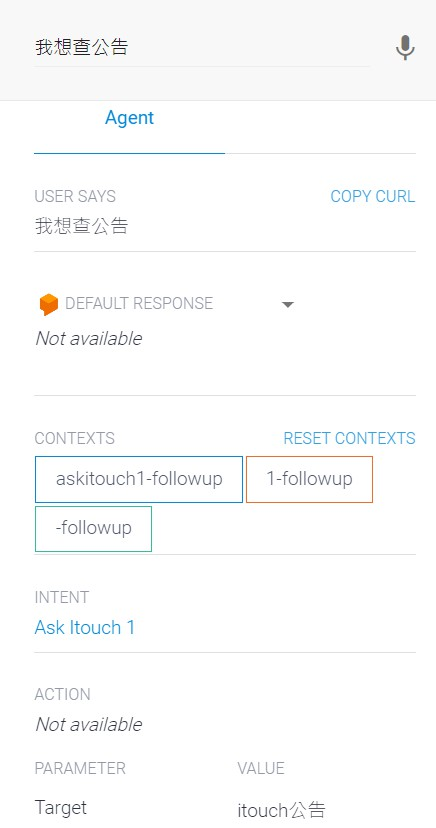 我想查公告
Agent
USER SAYS COPY CURL
我想查公告
DEFAULT RESPONSE
Not available
CONTEXTS RESET CONTEXTS
askitouch1-followup 1-followup
-followup
INTENT
Ask Itouch 1
ACTION
Not available
PARAMETER VALUE
Target itouch公告